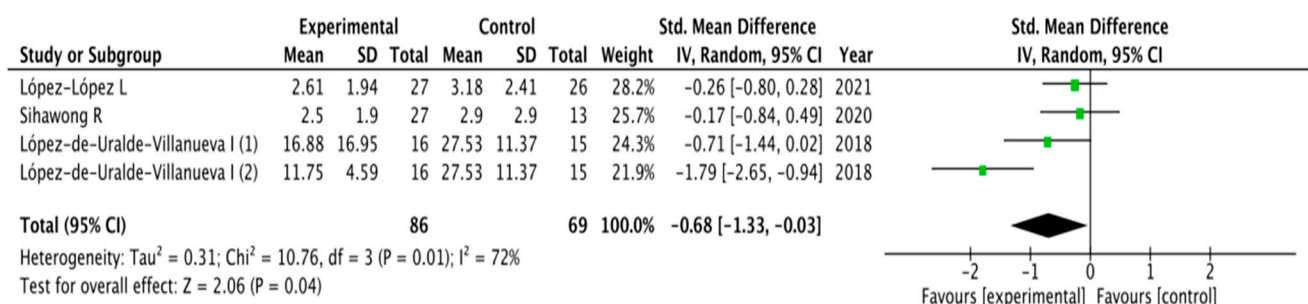 Experimental Control Std. Mean Difference Std. Mean Difference
Study or Subgroup Mean SD Total Mean SD Total Weight IV, Random, 95% CI Year IV, Random, 95% CI
López-López L 2.61 1.94 27 3.18 2.41 26 28.2% −0.26 [−0.80, 0.28] 2021
Sihawong R 2.5 1.9 27 2.9 2.9 13 25.7% −0.17 [−0.84, 0.49] 2020
López-de-Uralde-Villanueva I (1) 16.88 16.95 16 27.53 11.37 15 24.3% −0.71 [−1.44, 0.02] 2018
López-de-Uralde-Villanueva I (2) 11.75 4.59 16 27.53 11.37 15 21.9% −1.79 [−2.65, −0.94] 2018
Total (95% CI) 86 69 100.0% −0.68 [−1.33, −0.03]
Heterogeneity: Tau² = 0.31; Chi² = 10.76, df = 3 (P = 0.01); I² = 72%
Test for overall effect: Z = 2.06 (P = 0.04)
−2 −1 0 1 2
Favours [experimental] Favours [control]